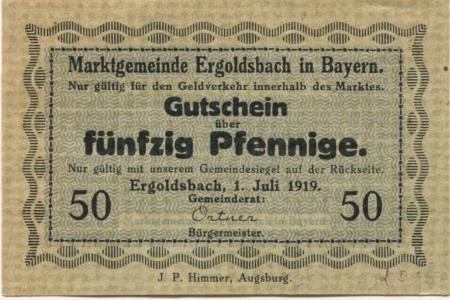 Marktgemeinde Ergoldsbach in Bayern.
Nur gültig für den Geldverkehr innerhalb des Marktes.
Gutschein
über
fünfzig Pfennige.
Nur gültig mit unserem Gemeindesiegel auf der Rückseite.
Ergoldsbach, 1. Juli 1919.
Gemeinderat:
50 Ortner 50
Bürgermeister.
J. P. Himmer, Augsburg.